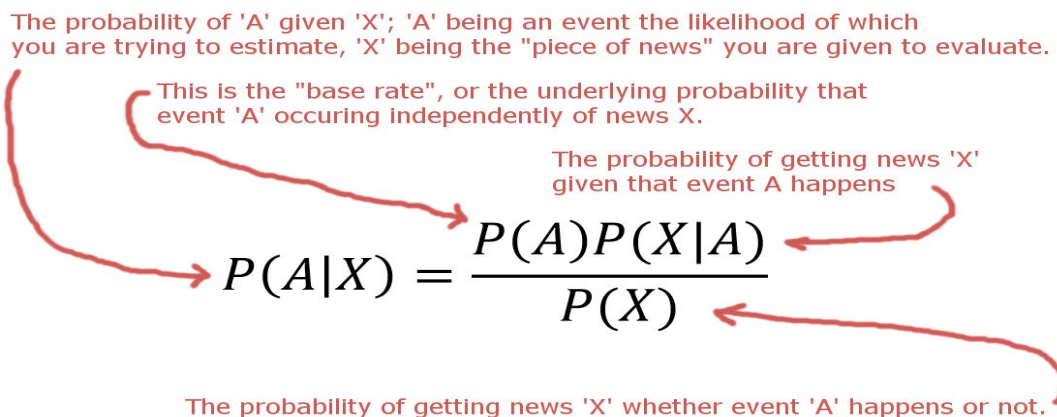 The probability of 'A' given 'X'; 'A' being an event the likelihood of which
you are trying to estimate, 'X' being the "piece of news" you are given to evaluate.
This is the "base rate", or the underlying probability that
event 'A' occuring independently of news X.
The probability of getting news 'X'
given that event A happens
P(A|X) = P(A)P(X|A)
P(X)
The probability of getting news 'X' whether event 'A' happens or not.